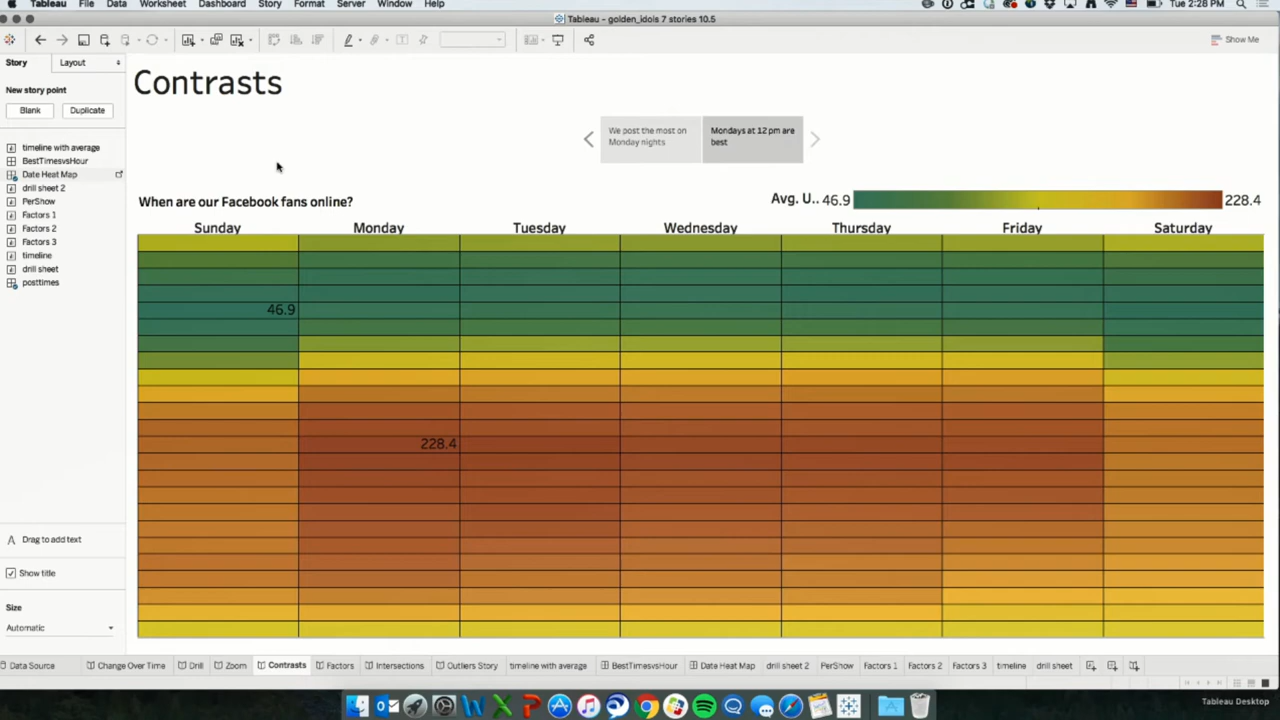 Tableau File Data Worksheet Dashboard Story Format Server Window Help Tue 2:28 PM
Tableau - golden_idols 7 stories 10.5
Show Me
Story Layout
New story point
Blank Duplicate
timeline with average
BestTimesvsHour
Date Heat Map
drill sheet 2
PerShow
Factors 1
Factors 2
Factors 3
timeline
drill sheet
posttimes
Drag to add text
Show title
Size
Automatic
Contrasts
We post the most on
Monday nights
Mondays at 12 pm are
best
When are our Facebook fans online?
Avg. U.. 46.9 228.4
Sunday Monday Tuesday Wednesday Thursday Friday Saturday
46.9
228.4
Data Source Change Over Time Drill Zoom Contrasts Factors Intersections Outliers Story timeline with average BestTimesvsHour Date Heat Map drill sheet 2 PerShow Factors 1 Factors 2 Factors 3 timeline drill sheet
Tableau Desktop